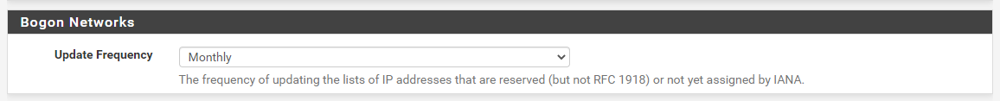 Bogon Networks
Update Frequency
Monthly
The frequency of updating the lists of IP addresses that are reserved (but not RFC 1918) or not yet assigned by IANA.